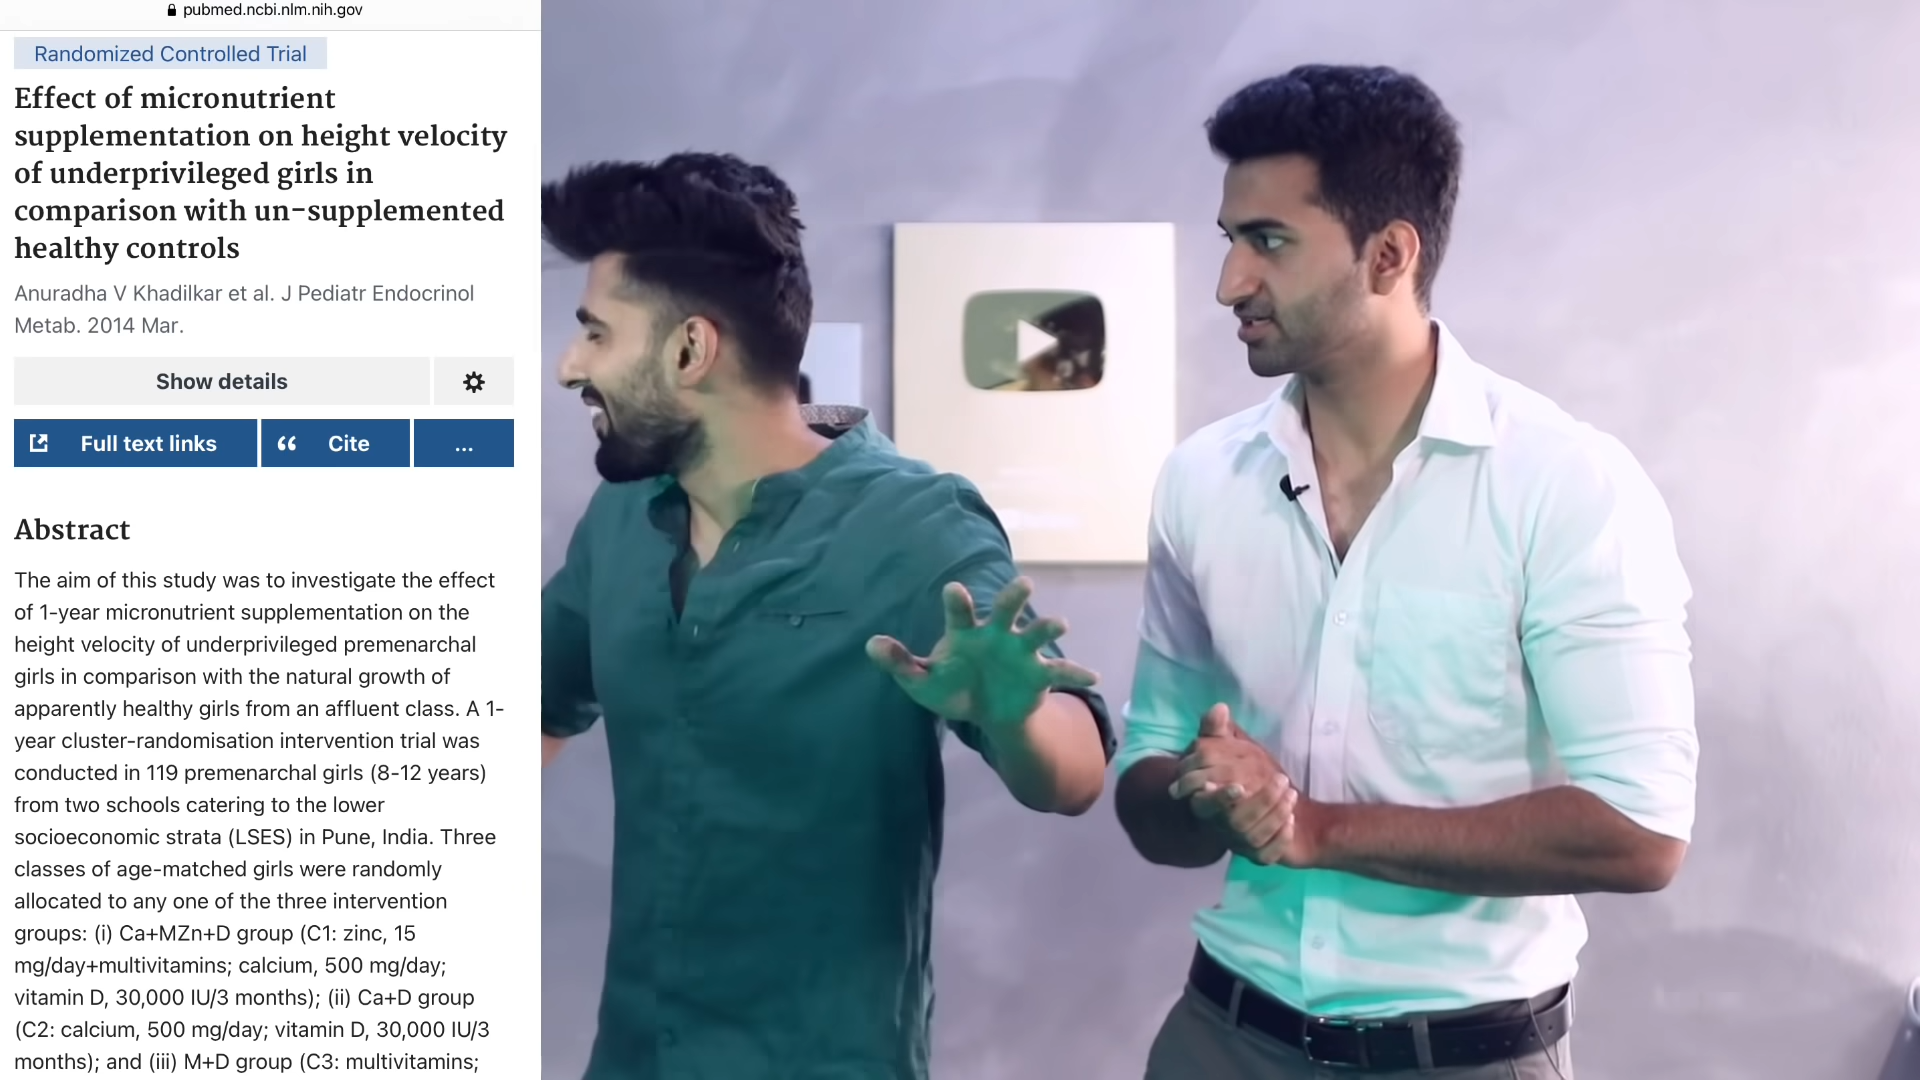 pubmed.ncbi.nlm.nih.gov
Randomized Controlled Trial
Effect of micronutrient
supplementation on height velocity
of underprivileged girls in
comparison with un-supplemented
healthy controls
Anuradha V Khadilkar et al. J Pediatr Endocrinol
Metab. 2014 Mar.
Show details
Full text links
Cite
...
Abstract
The aim of this study was to investigate the effect
of 1-year micronutrient supplementation on the
height velocity of underprivileged premenarchal
girls in comparison with the natural growth of
apparently healthy girls from an affluent class. A 1-
year cluster-randomisation intervention trial was
conducted in 119 premenarchal girls (8-12 years)
from two schools catering to the lower
socioeconomic strata (LSES) in Pune, India. Three
classes of age-matched girls were randomly
allocated to any one of the three intervention
groups: (i) Ca+MZn+D group (C1: zinc, 15
mg/day+multivitamins; calcium, 500 mg/day;
vitamin D, 30,000 IU/3 months); (ii) Ca+D group
(C2: calcium, 500 mg/day; vitamin D, 30,000 IU/3
months); and (iii) M+D group (C3: multivitamins;